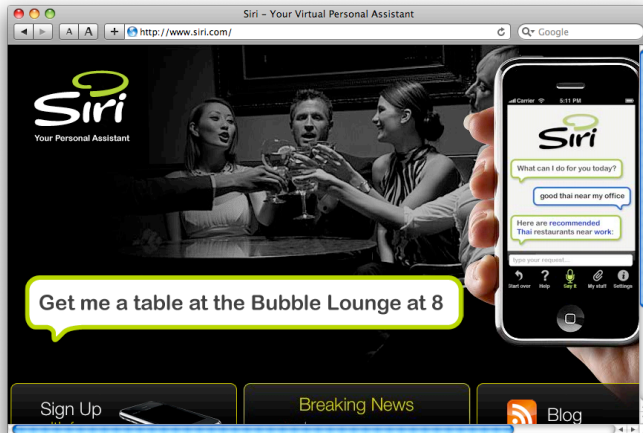 Siri – Your Virtual Personal Assistant
A A + http://www.siri.com/ Google
Siri
Your Personal Assistant
Carrier 5:11 PM
Siri
What can I do for you today?
good thai near my office
Here are recommended
Thai restaurants near work:
type your request...
Start over Help Say it My stuff Settings
Get me a table at the Bubble Lounge at 8
Sign Up
Breaking News
Blog